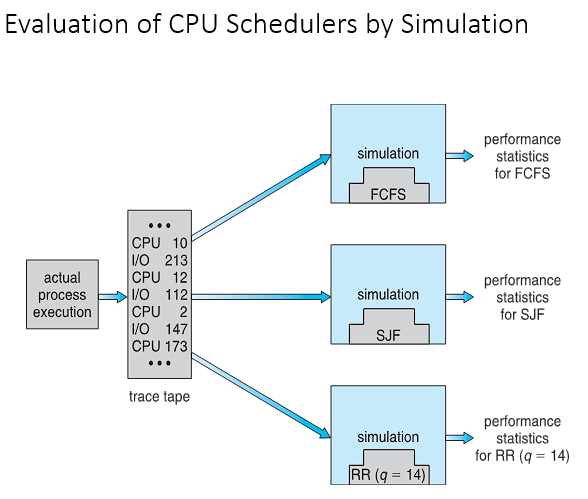 Evaluation of CPU Schedulers by Simulation
actual
process
execution
• • •
CPU 10
I/O 213
CPU 12
I/O 112
CPU 2
I/O 147
CPU 173
• • •
trace tape
simulation
FCFS
performance
statistics
for FCFS
simulation
SJF
performance
statistics
for SJF
simulation
RR (q = 14)
performance
statistics
for RR (q = 14)